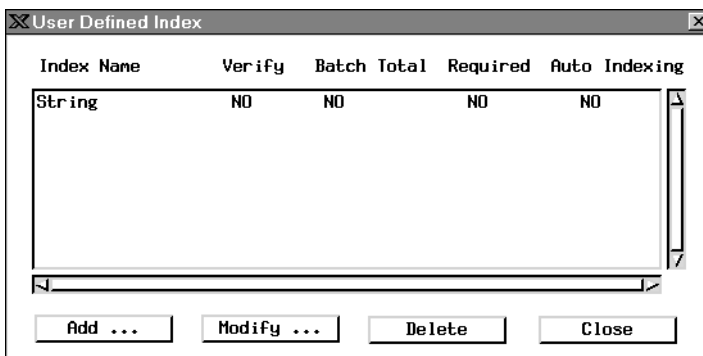 User Defined Index
Index Name Verify Batch Total Required Auto Indexing
String NO NO NO NO
Add ... Modify ... Delete Close